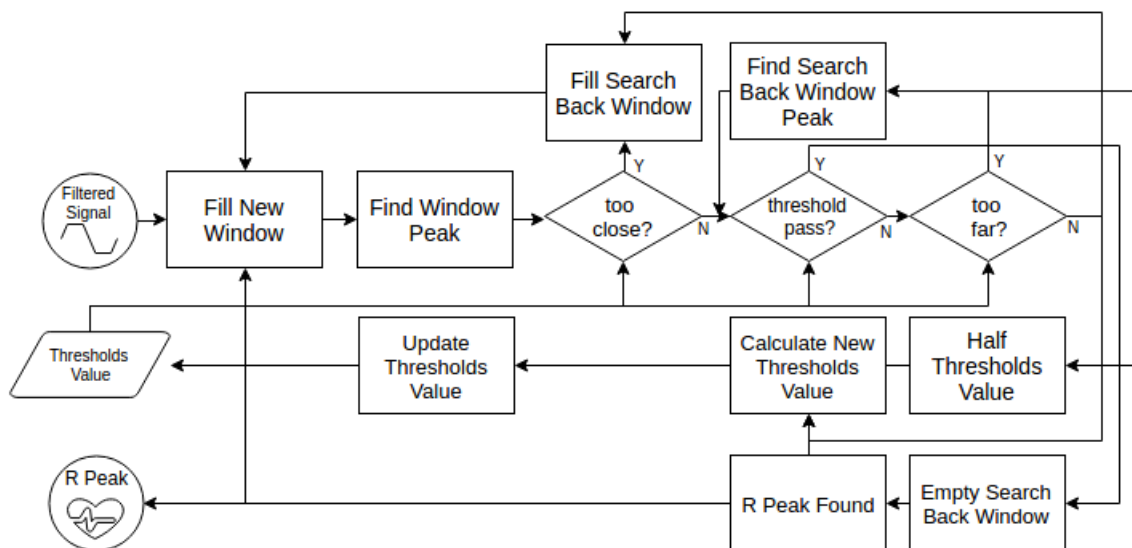 Fill Search
Back Window
Find Search
Back Window
Peak
Y
Y
Y
Filtered
Signal
Fill New
Window
Find Window
Peak
too
close?
N
threshold
pass?
N
too
far?
N
Thresholds
Value
Update
Thresholds
Value
Calculate New
Thresholds
Value
Half
Thresholds
Value
R Peak
R Peak Found
Empty Search
Back Window